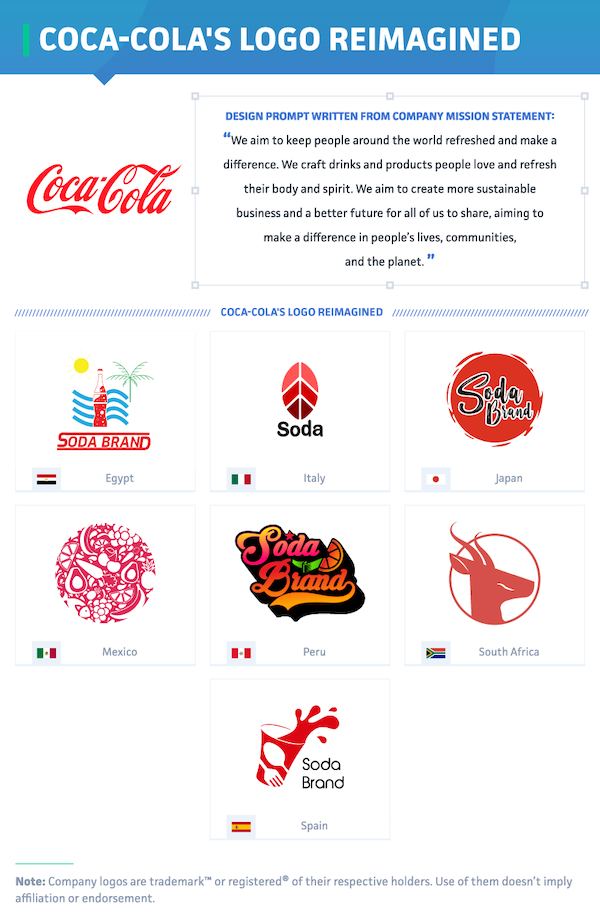 COCA-COLA'S LOGO REIMAGINED
DESIGN PROMPT WRITTEN FROM COMPANY MISSION STATEMENT:
“We aim to keep people around the world refreshed and make a
difference. We craft drinks and products people love and refresh
their body and spirit. We aim to create more sustainable
business and a better future for all of us to share, aiming to
make a difference in people’s lives, communities,
and the planet. ”
Coca-Cola
COCA-COLA'S LOGO REIMAGINED
SODA BRAND
Egypt
Soda
Italy
Soda
Brand
Japan
Mexico
Soda
Brand
Peru
South Africa
Soda
Brand
Spain
Note: Company logos are trademark™ or registered® of their respective holders. Use of them doesn’t imply
affiliation or endorsement.